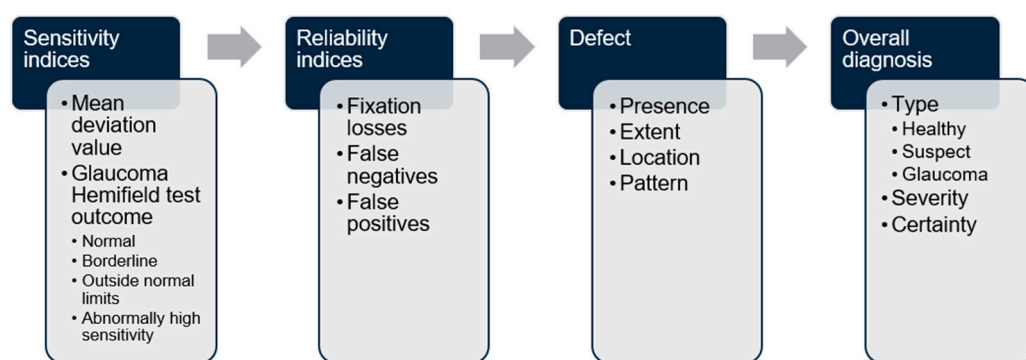 Sensitivity
indices
• Mean
deviation
value
• Glaucoma
Hemifield test
outcome
• Normal
• Borderline
• Outside normal
limits
• Abnormally high
sensitivity
Reliability
indices
• Fixation
losses
• False
negatives
• False
positives
Defect
• Presence
• Extent
• Location
• Pattern
Overall
diagnosis
• Type
• Healthy
• Suspect
• Glaucoma
• Severity
• Certainty